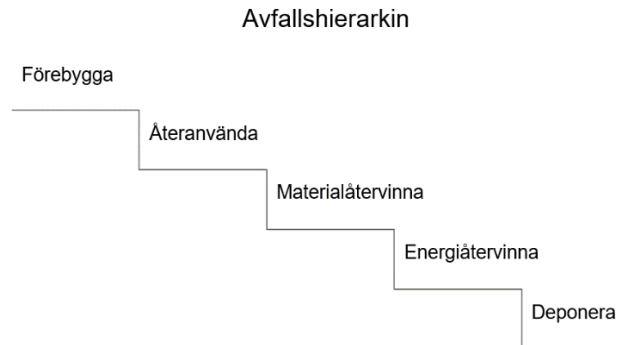 Avfallshierarkin
Förebygga
Återanvända
Materialåtervinna
Energiåtervinna
Deponera